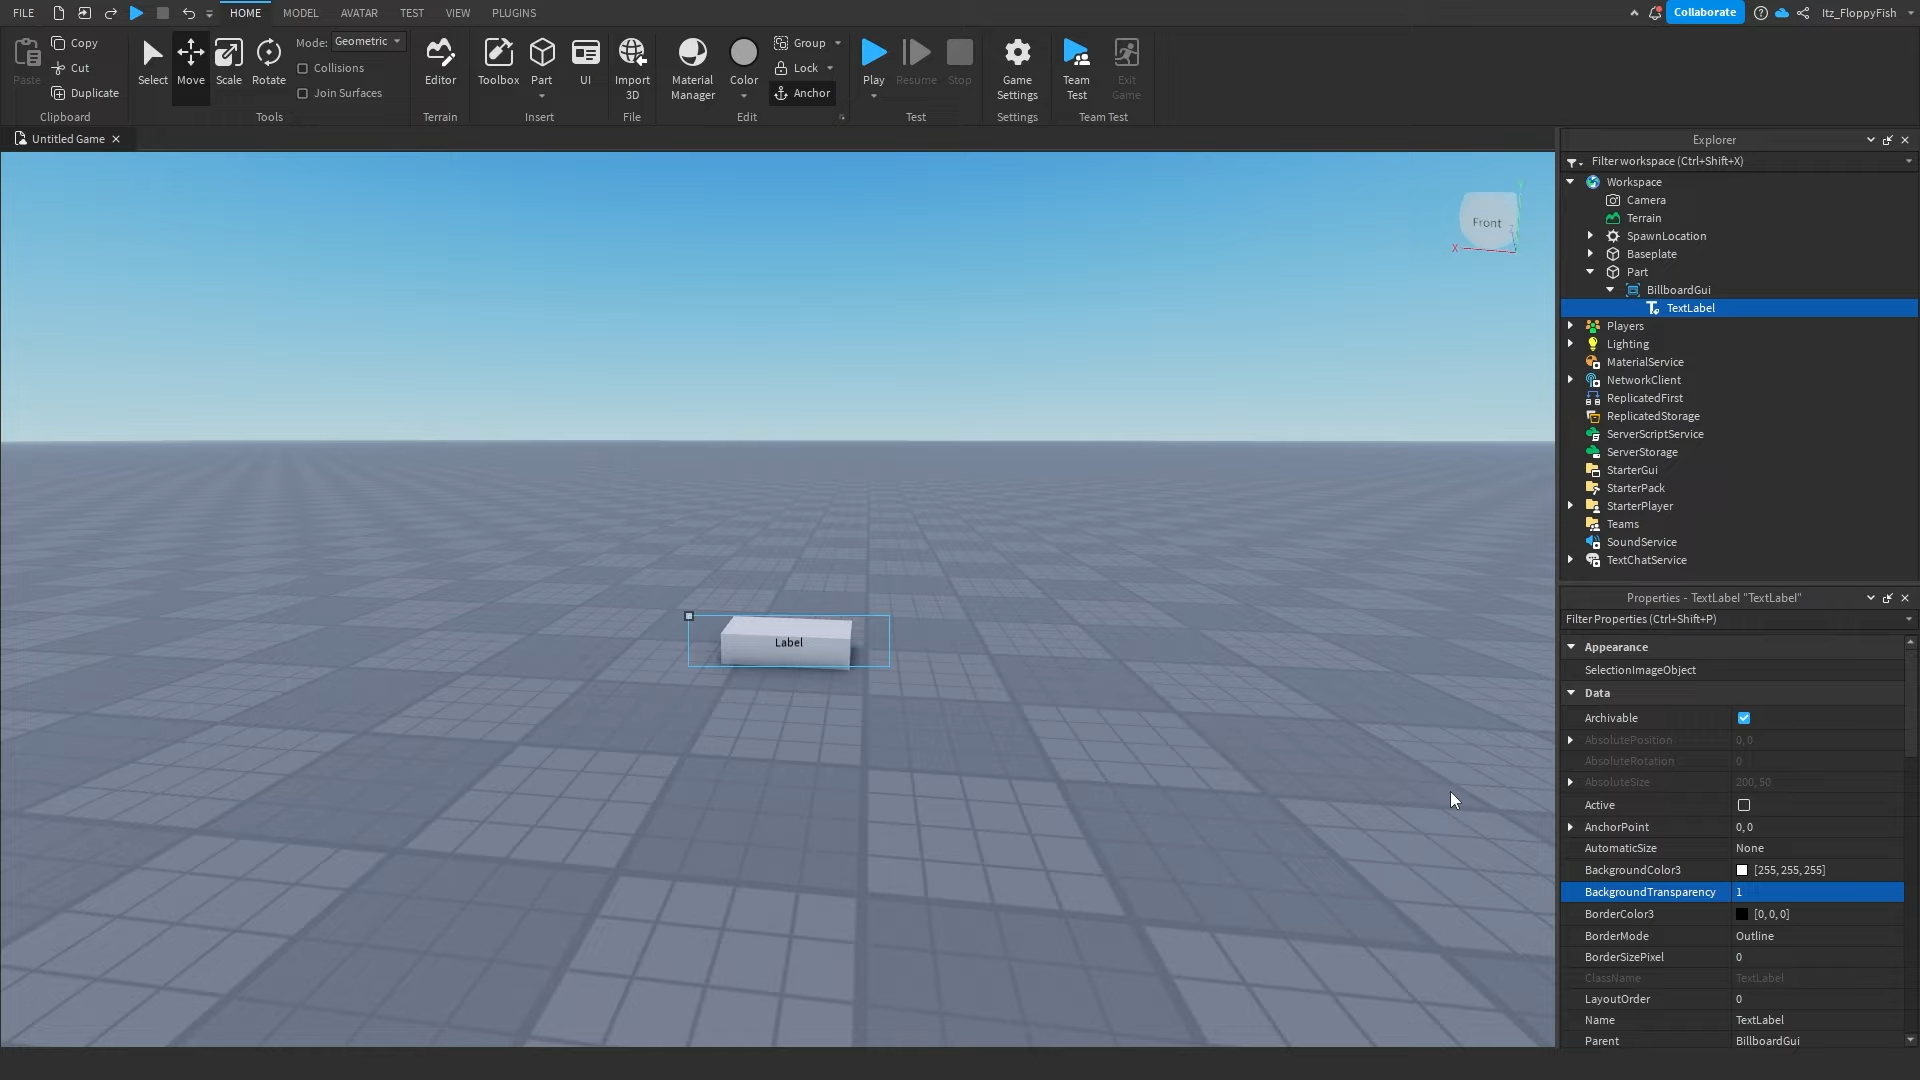 FILE HOME MODEL AVATAR TEST VIEW PLUGINS Collaborate Itz_FloppyFish
Paste Copy Cut Duplicate
Clipboard
Select Move Scale Rotate
Mode: Geometric
Collisions
Join Surfaces
Tools
Editor
Terrain
Toolbox Part UI
Insert
Import
3D
File
Material
Manager
Color
Group
Lock
Anchor
Edit
Play Resume Stop
Test
Game
Settings
Settings
Team
Test
Exit
Game
Team Test
Untitled Game
Front
X
Y
Z
Label
Explorer
Filter workspace (Ctrl+Shift+X)
Workspace
Camera
Terrain
SpawnLocation
Baseplate
Part
BillboardGui
TextLabel
Players
Lighting
MaterialService
NetworkClient
ReplicatedFirst
ReplicatedStorage
ServerScriptService
ServerStorage
StarterGui
StarterPack
StarterPlayer
Teams
SoundService
TextChatService
Properties - TextLabel "TextLabel"
Filter Properties (Ctrl+Shift+P)
Appearance
SelectionImageObject
Data
Archivable
AbsolutePosition 0, 0
AbsoluteRotation 0
AbsoluteSize 200, 50
Active
AnchorPoint 0, 0
AutomaticSize None
BackgroundColor3 [255, 255, 255]
BackgroundTransparency 1
BorderColor3 [0, 0, 0]
BorderMode Outline
BorderSizePixel 0
ClassName TextLabel
LayoutOrder 0
Name TextLabel
Parent BillboardGui